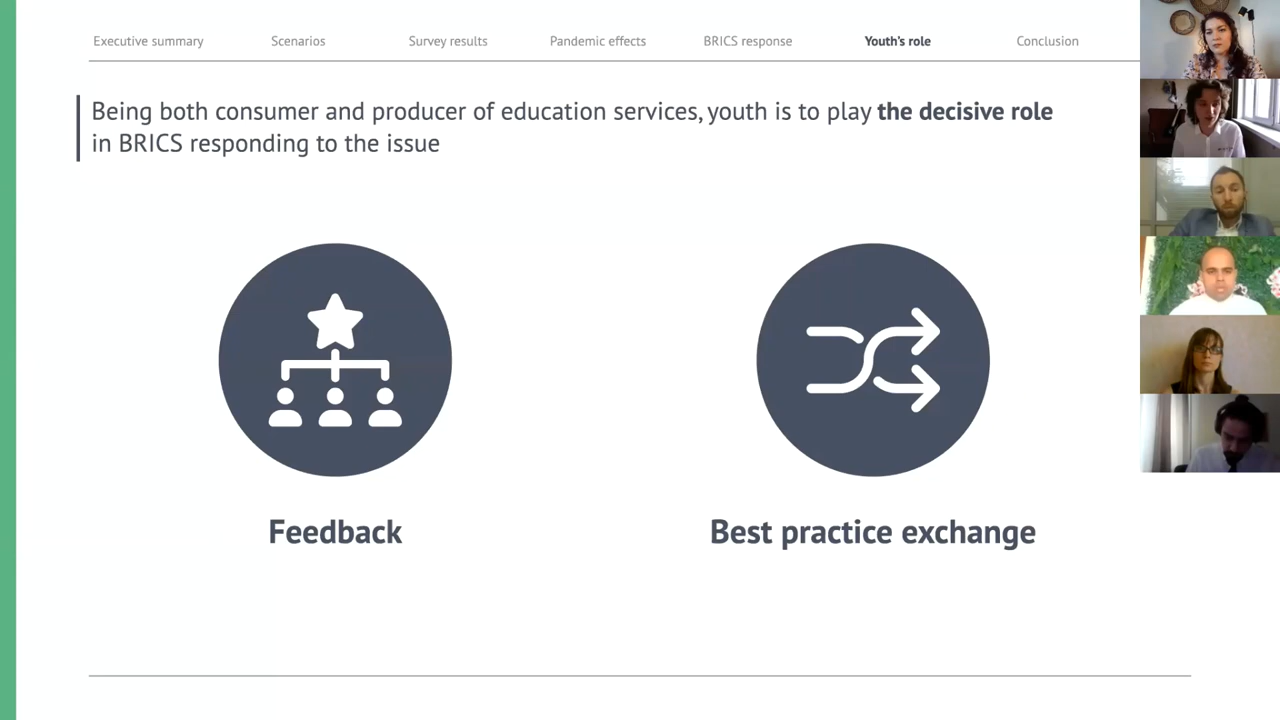 Executive summary
Scenarios
Survey results
Pandemic effects
BRICS response
Youth's role
Conclusion
Being both consumer and producer of education services, youth is to play the decisive role
in BRICS responding to the issue
Feedback
Best practice exchange